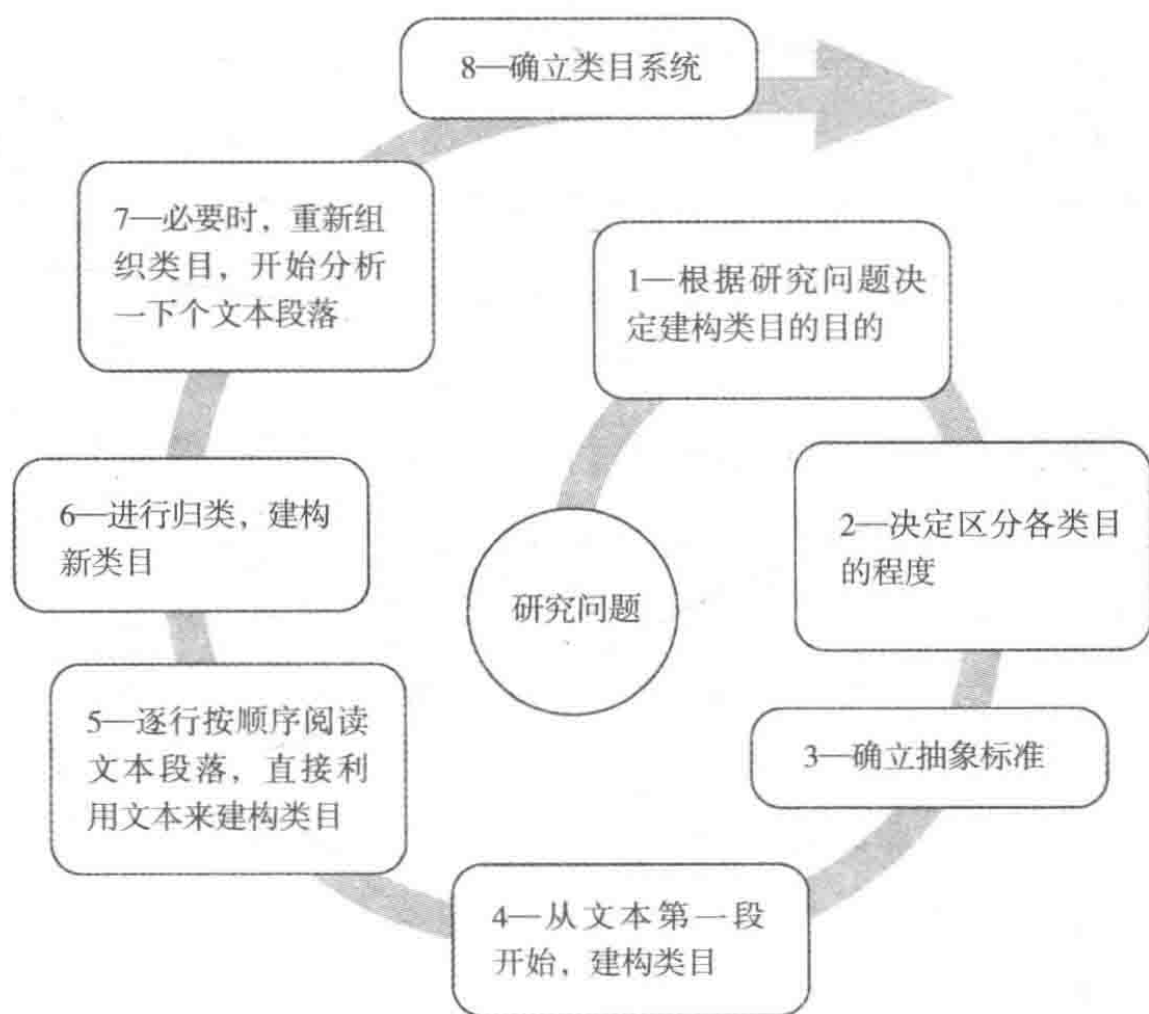 8—确立类目系统
7—必要时，重新组
织类目，开始分析
一下个文本段落
1—根据研究问题决
定建构类目的目的
6—进行归类，建构
新类目
2—决定区分各类目
的程度
研究问题
5—逐行按顺序阅读
文本段落，直接利
用文本来建构类目
3—确立抽象标准
4—从文本第一段
开始，建构类目